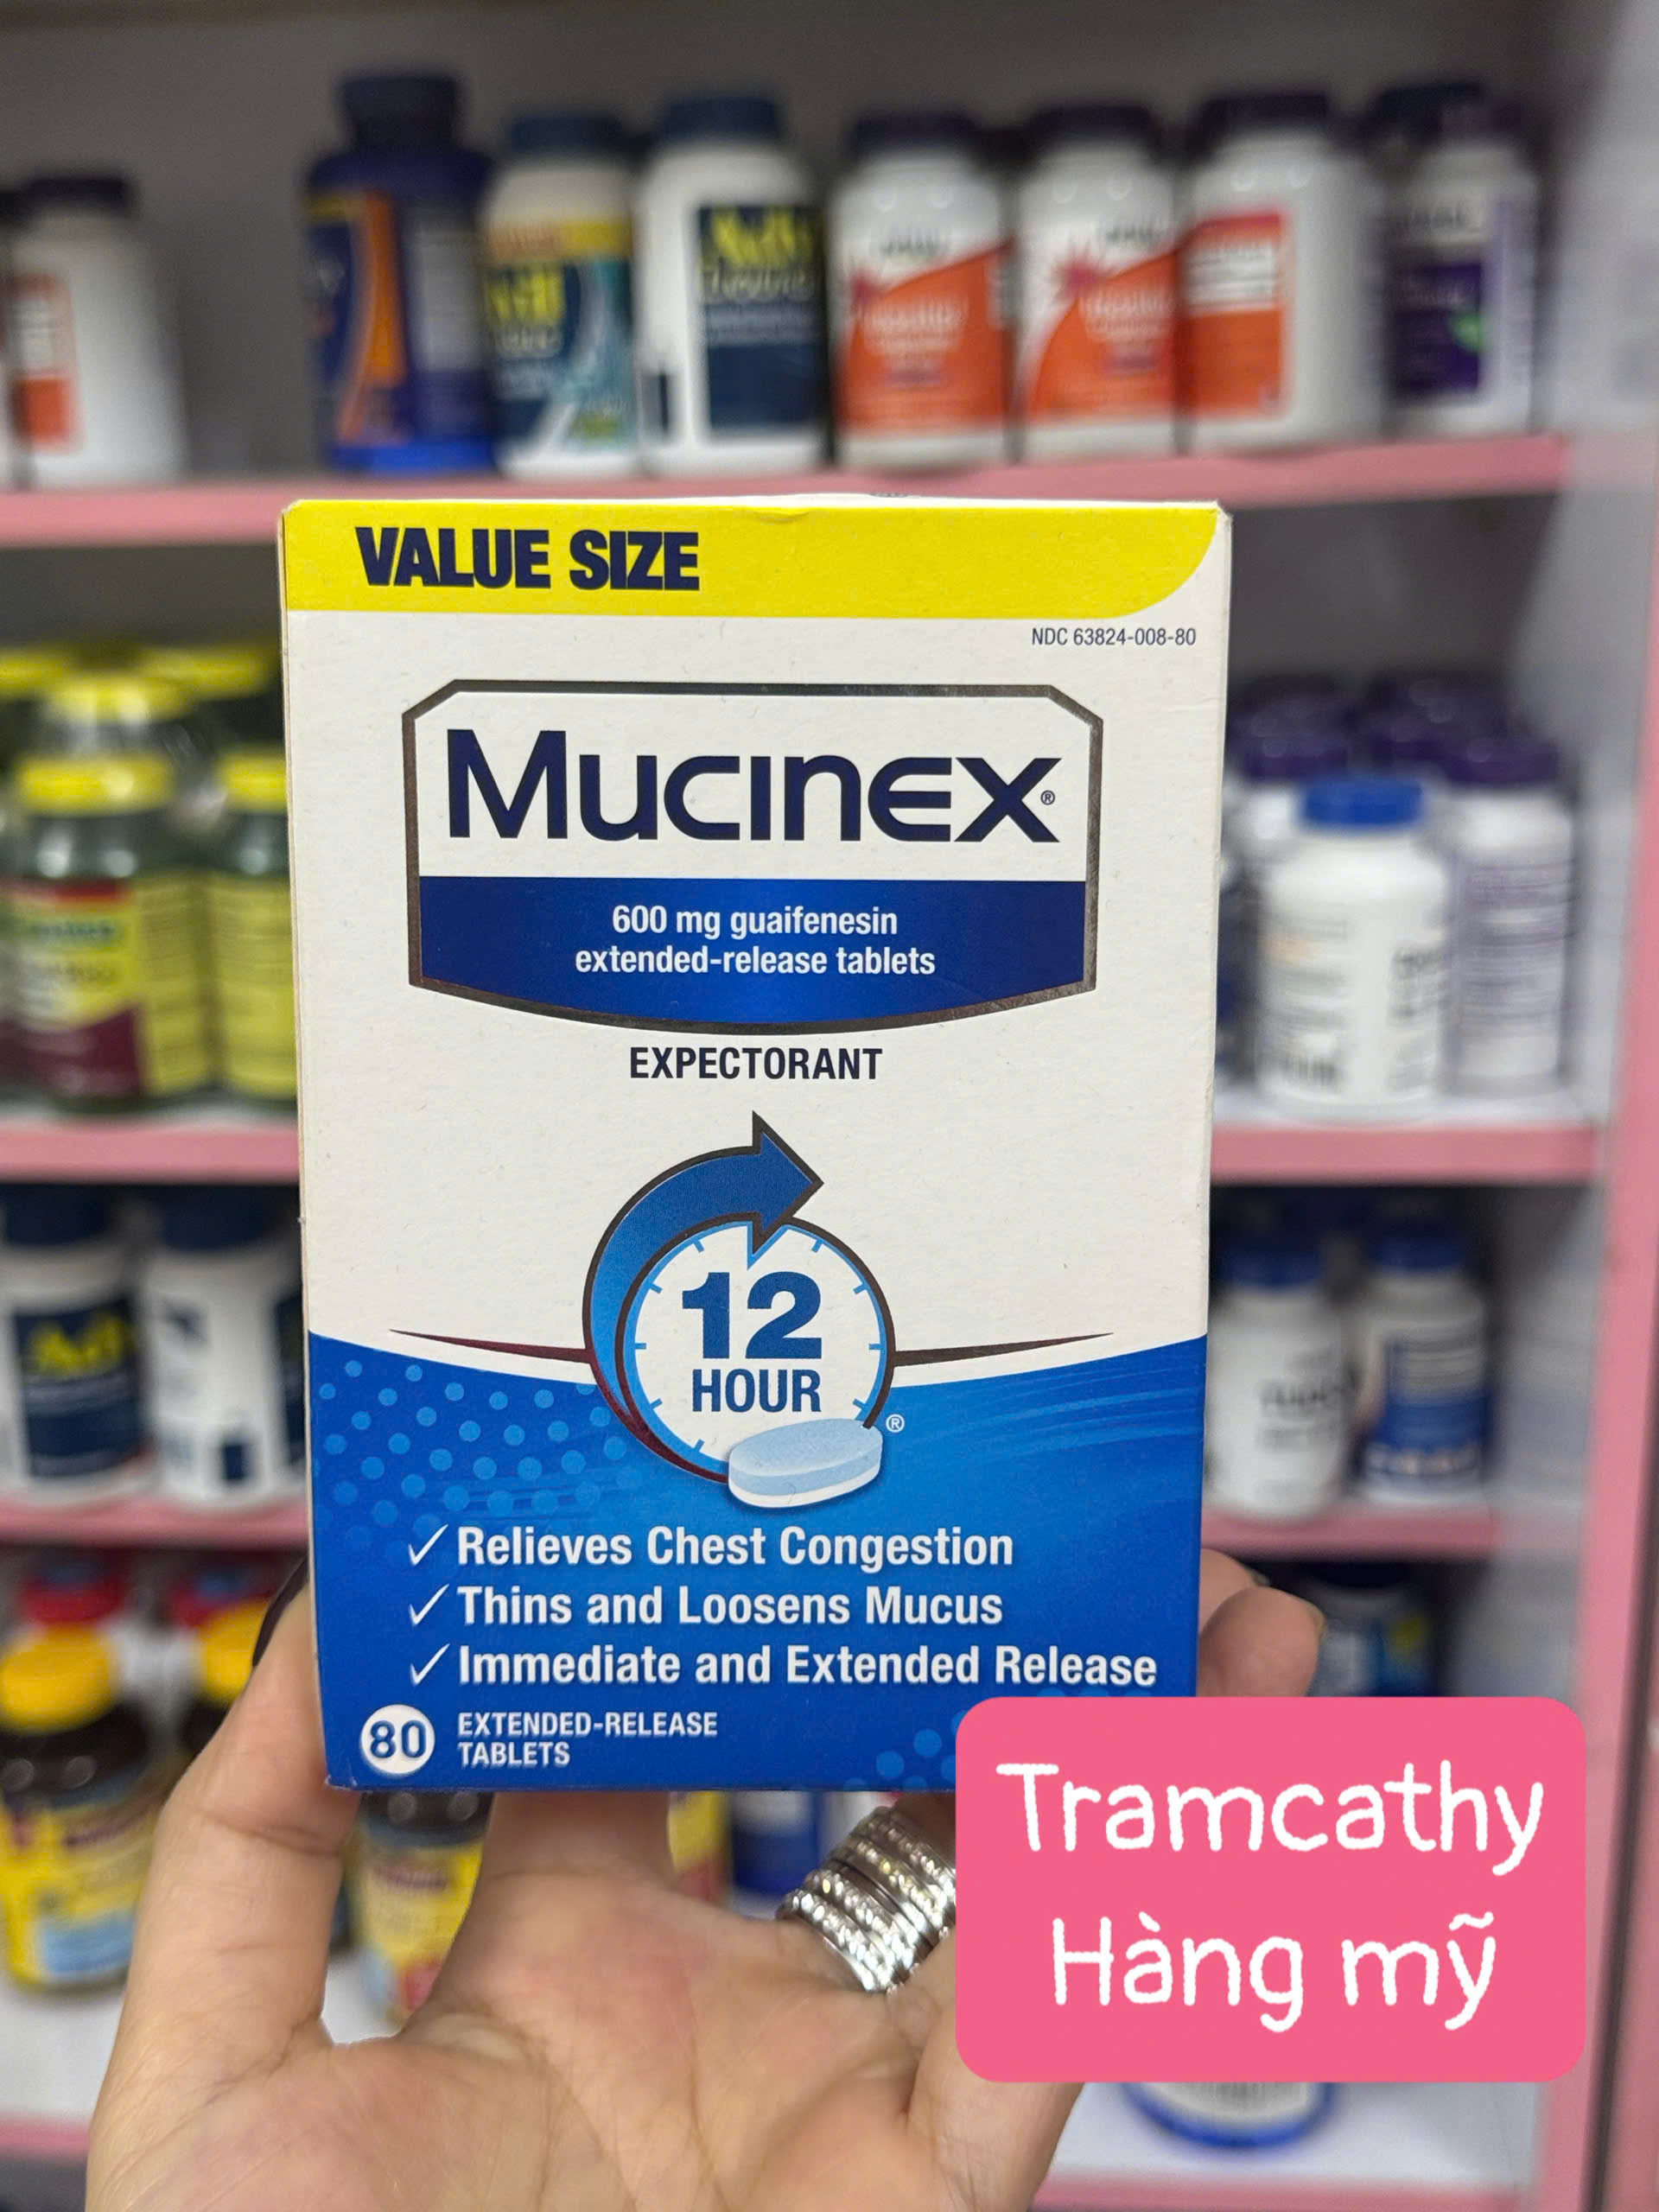 VALUE SIZE
NDC 63824-008-80
Mucinex®
600 mg guaifenesin
extended-release tablets
EXPECTORANT
12
HOUR
®
✓ Relieves Chest Congestion
✓ Thins and Loosens Mucus
✓ Immediate and Extended Release
80 EXTENDED-RELEASE
TABLETS
Tramcathy
Hàng mỹ